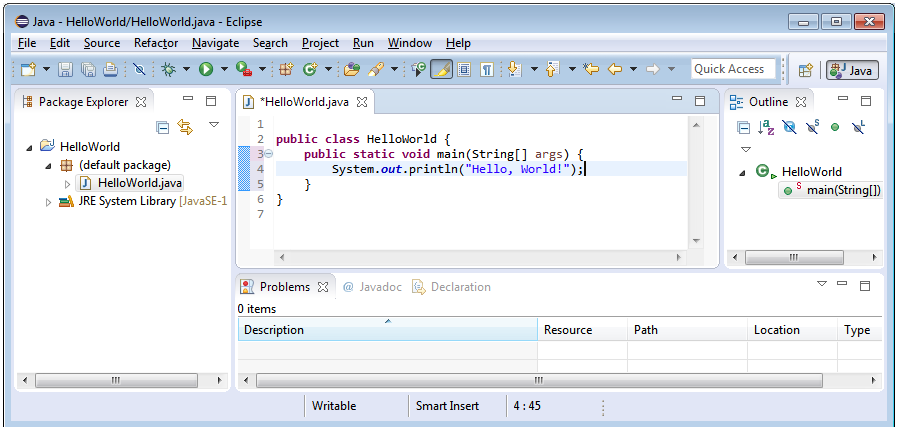 Java - HelloWorld/HelloWorld.java - Eclipse
File Edit Source Refactor Navigate Search Project Run Window Help
Quick Access Java
Package Explorer
HelloWorld
(default package)
HelloWorld.java
JRE System Library [JavaSE-1
*HelloWorld.java
1
2 public class HelloWorld {
3 public static void main(String[] args) {
4 System.out.println("Hello, World!");
5 }
6 }
7
Outline
HelloWorld
main(String[])
Problems @ Javadoc Declaration
0 items
Description Resource Path Location Type
Writable Smart Insert 4 : 45